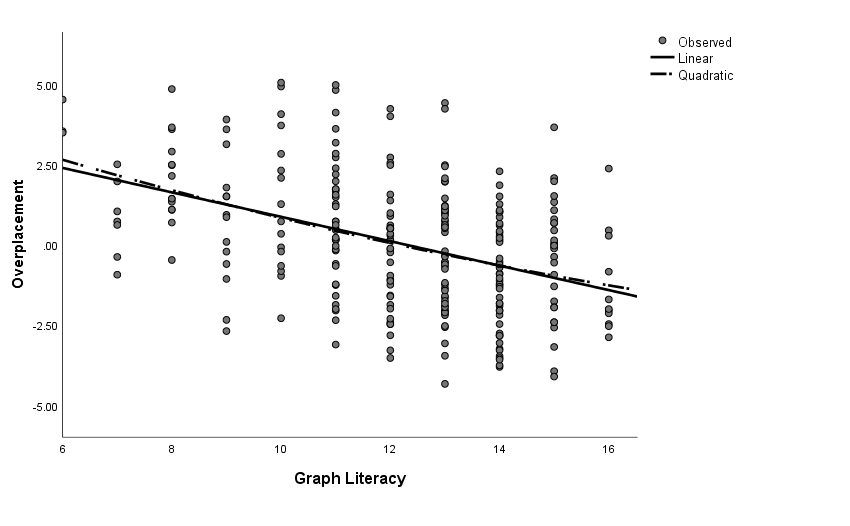 Observed
Linear
Quadratic
5.00
2.50
.00
-2.50
-5.00
Overplacement
6 8 10 12 14 16
Graph Literacy